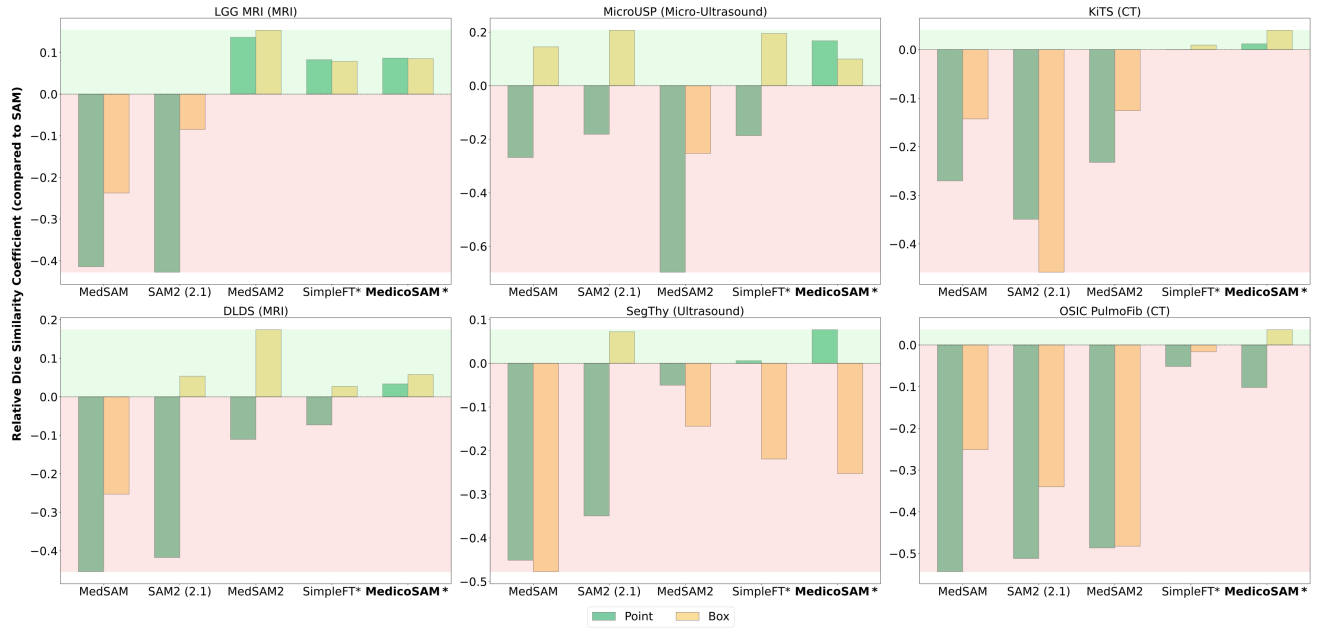 Relative Dice Similarity Coefficient (compared to SAM)
LGG MRI (MRI)
0.1
0.0
−0.1
−0.2
−0.3
−0.4
MedSAM SAM2 (2.1) MedSAM2 SimpleFT* MedicoSAM *
MicroUSP (Micro-Ultrasound)
0.2
0.0
−0.2
−0.4
−0.6
MedSAM SAM2 (2.1) MedSAM2 SimpleFT* MedicoSAM *
KiTS (CT)
0.0
−0.1
−0.2
−0.3
−0.4
MedSAM SAM2 (2.1) MedSAM2 SimpleFT* MedicoSAM *
DLDS (MRI)
0.2
0.1
0.0
−0.1
−0.2
−0.3
−0.4
MedSAM SAM2 (2.1) MedSAM2 SimpleFT* MedicoSAM *
SegThy (Ultrasound)
0.1
0.0
−0.1
−0.2
−0.3
−0.4
−0.5
MedSAM SAM2 (2.1) MedSAM2 SimpleFT* MedicoSAM *
OSIC PulmoFib (CT)
0.0
−0.1
−0.2
−0.3
−0.4
−0.5
MedSAM SAM2 (2.1) MedSAM2 SimpleFT* MedicoSAM *
Point Box